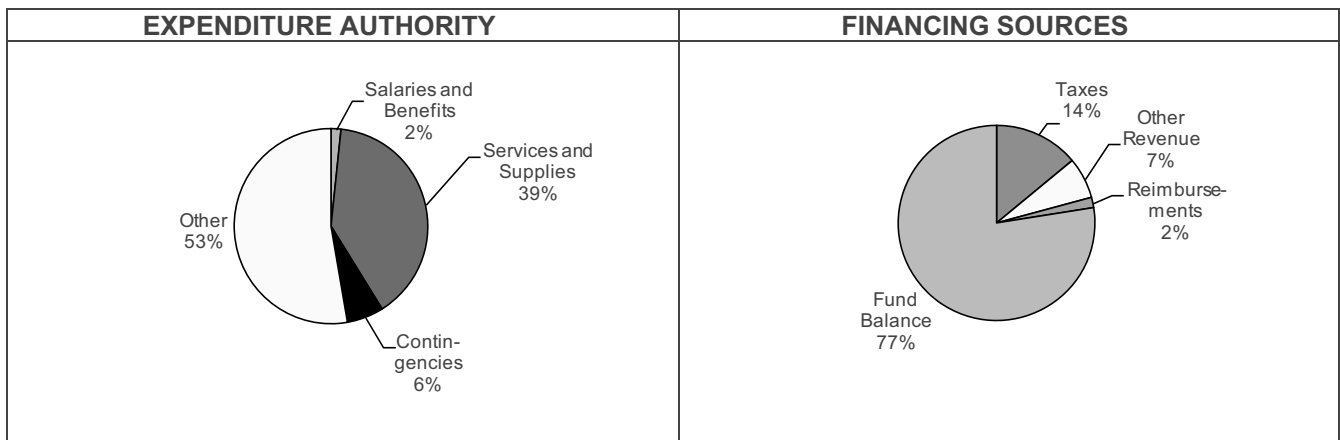 EXPENDITURE AUTHORITY
Salaries and
Benefits
2%
Services and
Supplies
39%
Other
53%
Contin-
gencies
6%
FINANCING SOURCES
Taxes
14%
Other
Revenue
7%
Reimburse-
ments
2%
Fund
Balance
77%